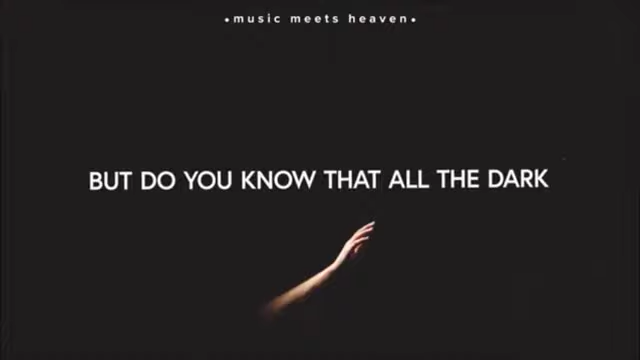 •music meets heaven•
BUT DO YOU KNOW THAT ALL THE DARK